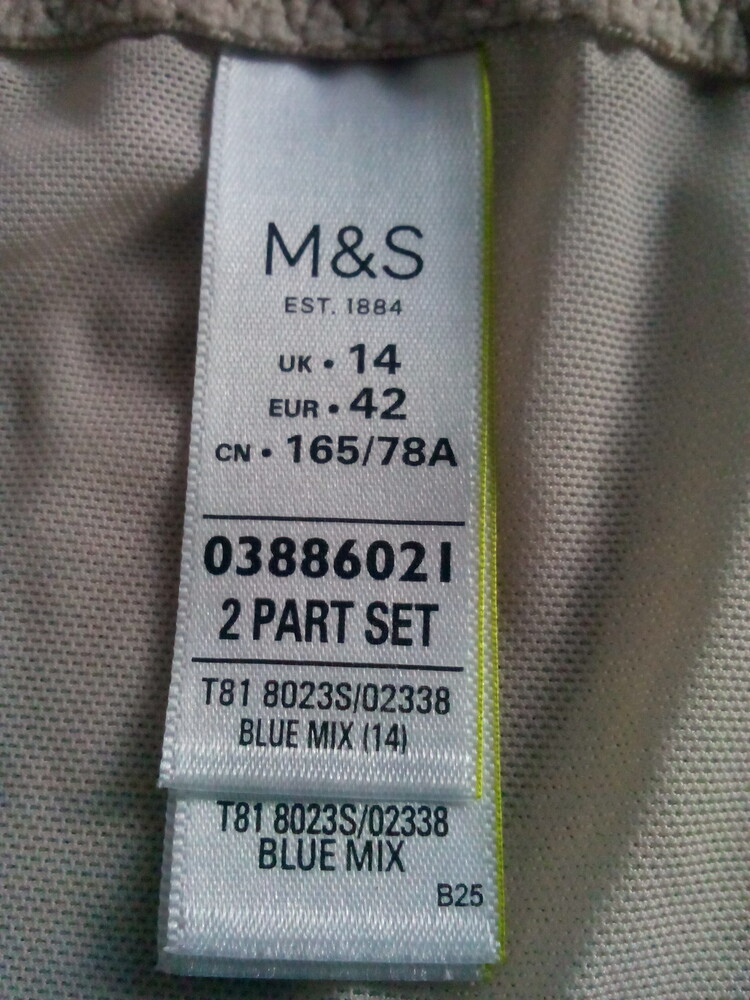 M&S
EST. 1884
UK • 14
EUR • 42
CN • 165/78A
03886021
2 PART SET
T81 8023S/02338
BLUE MIX (14)
T81 8023S/02338
BLUE MIX
B25